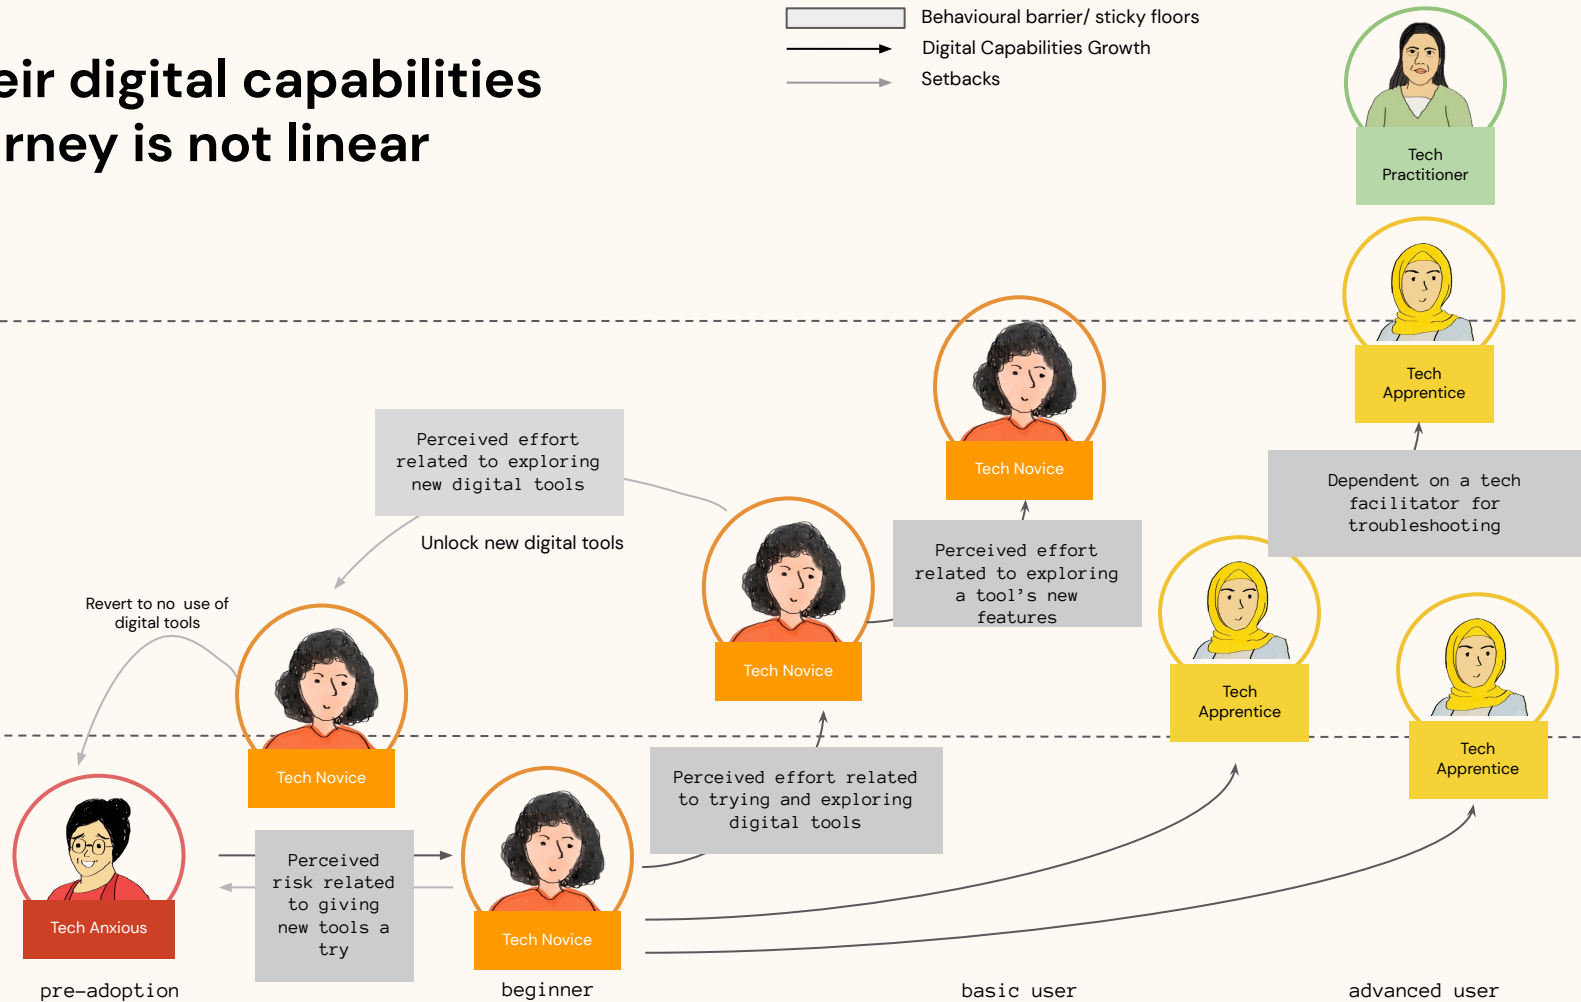 Behavioural barrier/ sticky floors
Digital Capabilities Growth
Setbacks
eir digital capabilities
rney is not linear
Tech
Practitioner
Tech
Apprentice
Tech Novice
Perceived effort
related to exploring
new digital tools
Unlock new digital tools
Dependent on a tech
facilitator for
troubleshooting
Perceived effort
related to exploring
a tool's new
features
Revert to no use of
digital tools
Tech Novice
Tech
Apprentice
Tech
Apprentice
Tech Novice
Perceived effort related
to trying and exploring
digital tools
Tech Anxious
Perceived
risk related
to giving
new tools a
try
Tech Novice
pre-adoption
beginner
basic user
advanced user